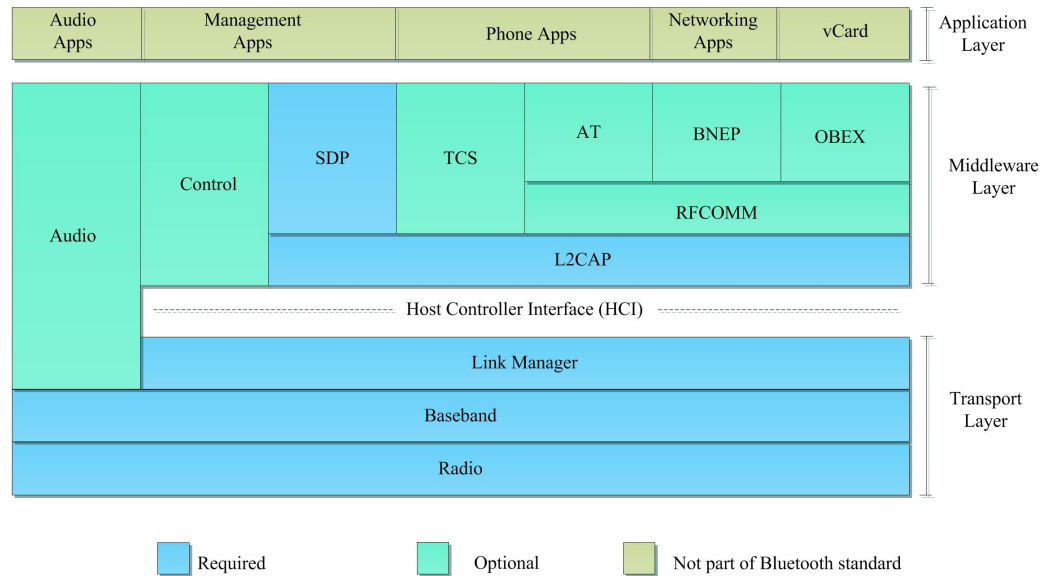 Audio
Apps
Management
Apps
Phone Apps
Networking
Apps
vCard
Application
Layer
Audio
Control
SDP
TCS
AT
BNEP
OBEX
RFCOMM
L2CAP
Middleware
Layer
Host Controller Interface (HCI)
Link Manager
Baseband
Radio
Transport
Layer
Required
Optional
Not part of Bluetooth standard